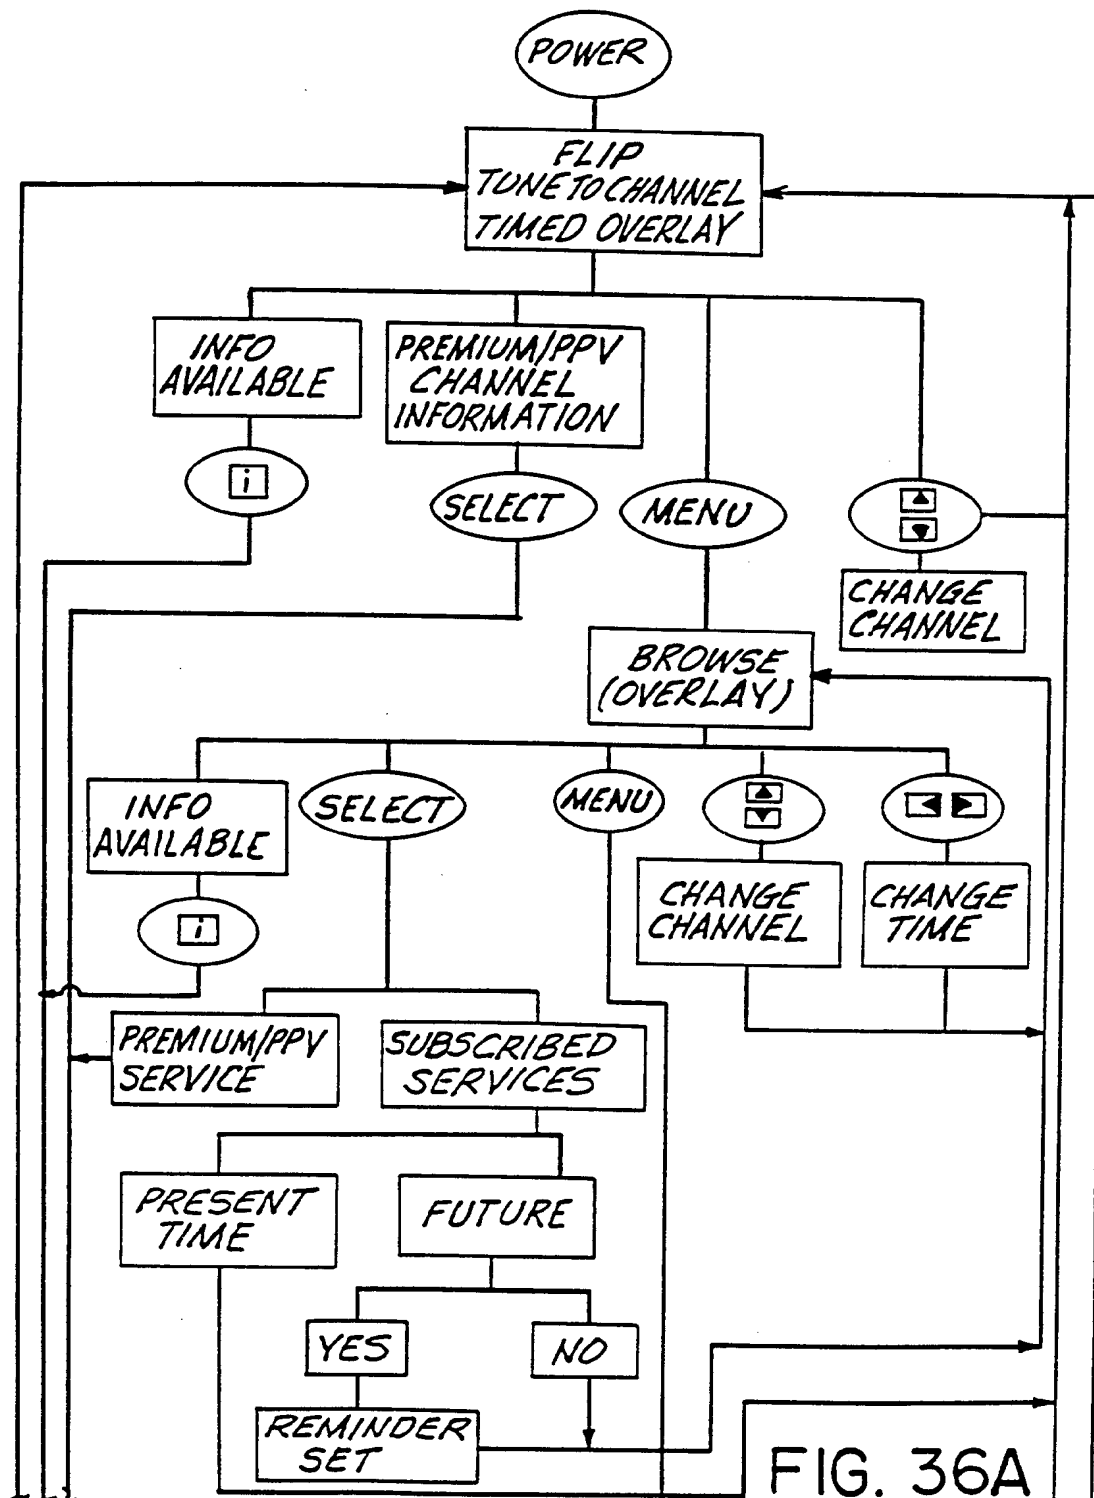 POWER
FLIP
TUNE TO CHANNEL
TIMED OVERLAY
INFO
AVAILABLE
PREMIUM/PPV
CHANNEL
INFORMATION
i
SELECT
MENU
CHANGE
CHANNEL
BROWSE
(OVERLAY)
INFO
AVAILABLE
SELECT
MENU
i
CHANGE
CHANNEL
CHANGE
TIME
PREMIUM/PPV
SERVICE
SUBSCRIBED
SERVICES
PRESENT
TIME
FUTURE
YES
NO
REMINDER
SET
FIG. 36A